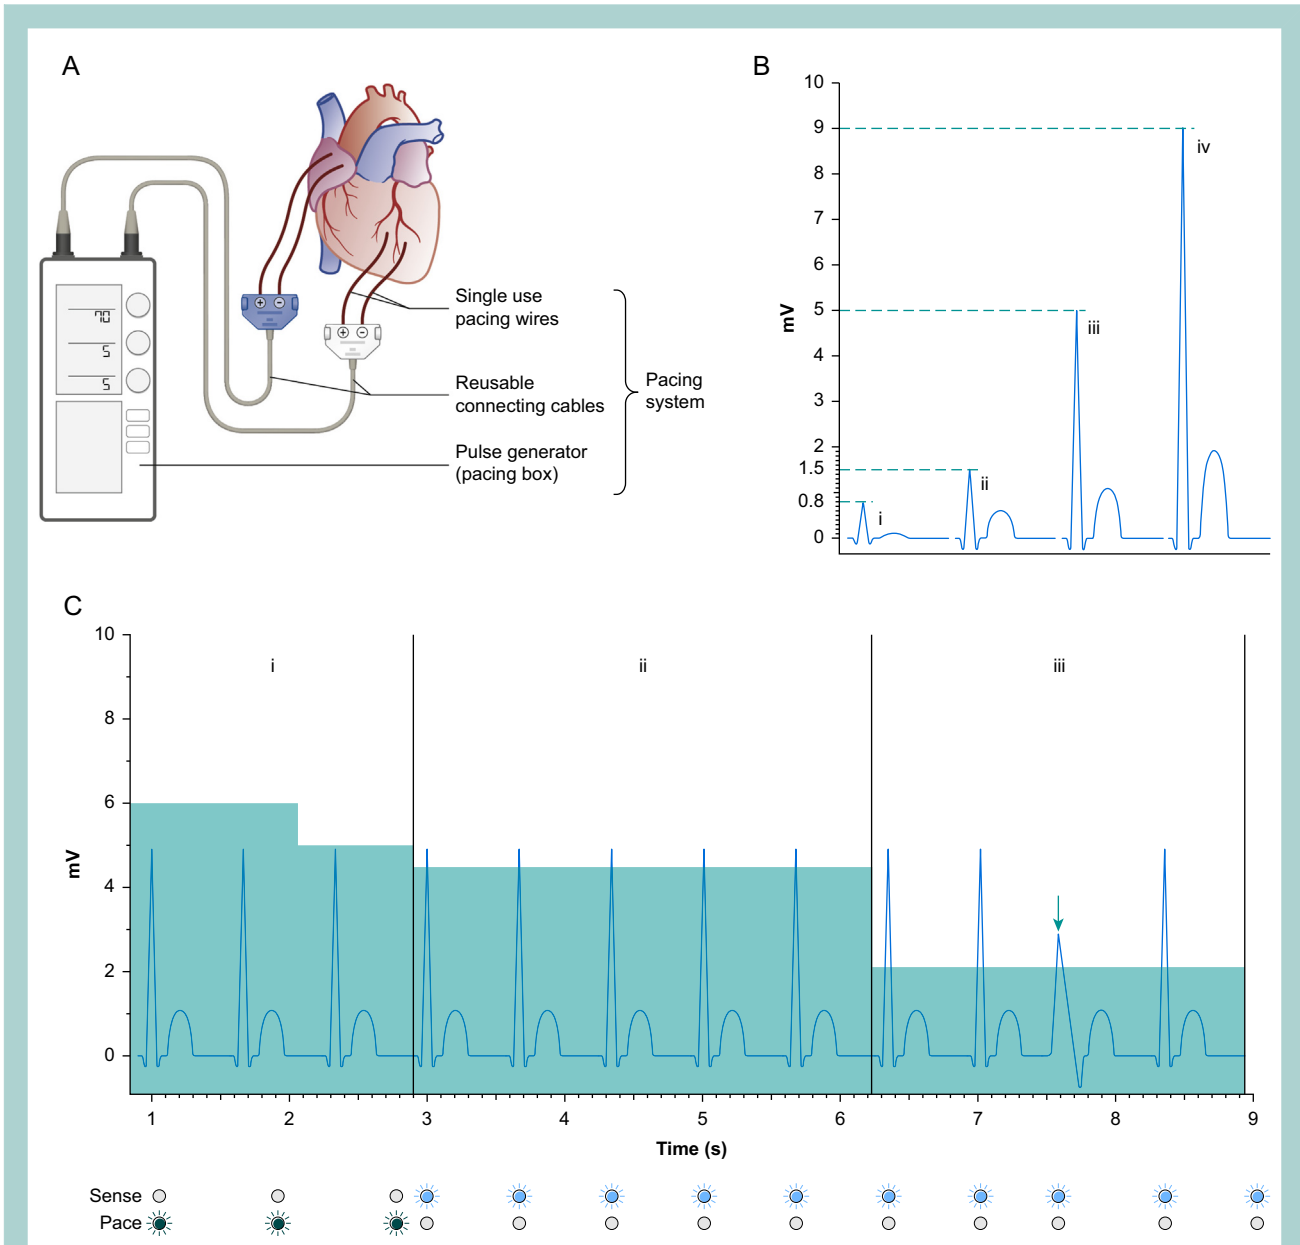 A
70
5
5
+ −
+ −
Single use
pacing wires
Reusable
connecting cables
Pulse generator
(pacing box)
Pacing
system
B
mV
10
9
8
7
6
5
4
3
2
1.5
0.8
0
i
ii
iii
iv
C
mV
10
8
6
4
2
0
i
ii
iii
1 2 3 4 5 6 7 8 9
Time (s)
Sense
Pace